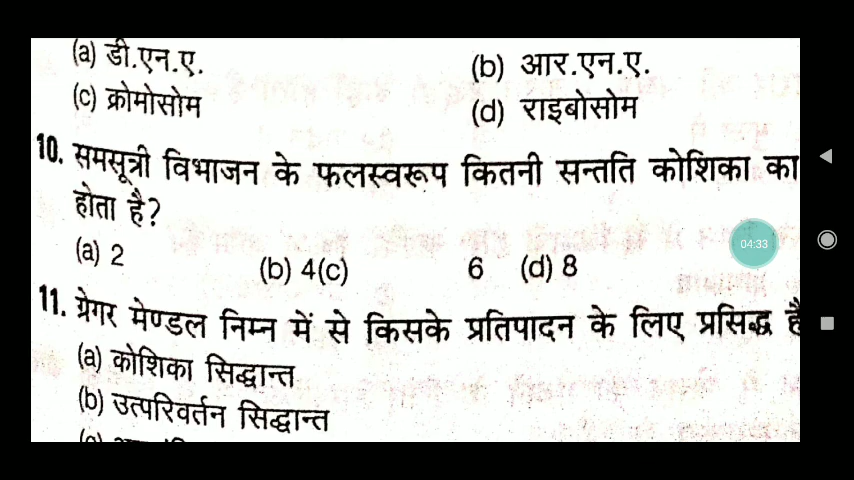 (a) डी.एन.ए. (b) आर.एन.ए.
(c) क्रोमोसोम (d) राइबोसोम
10. समसूत्री विभाजन के फलस्वरूप कितनी सन्तति कोशिका का
होता है?
(a) 2 (b) 4(c) 6 (d) 8
04:33
11. ग्रेगर मेण्डल निम्न में से किसके प्रतिपादन के लिए प्रसिद्ध है
(a) कोशिका सिद्धान्त
(b) उत्परिवर्तन सिद्धान्त